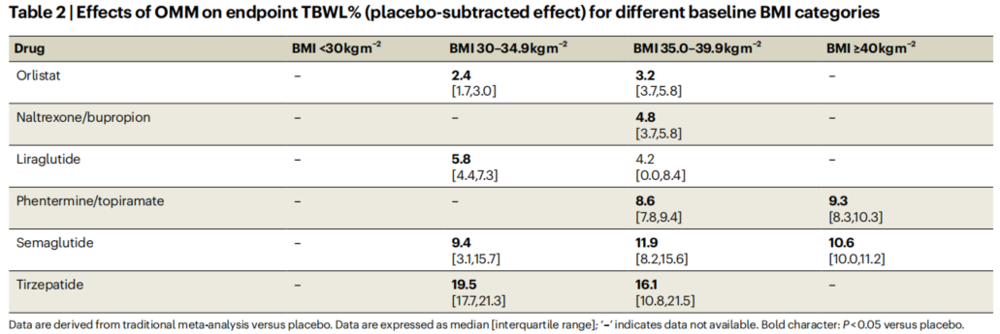 Table 2 | Effects of OMM on endpoint TBWL% (placebo-subtracted effect) for different baseline BMI categories
Drug BMI <30kgm⁻² BMI 30–34.9kgm⁻² BMI 35.0–39.9kgm⁻² BMI ≥40kgm⁻²
Orlistat – 2.4 3.2 –
[1.7,3.0] [3.7,5.8]
Naltrexone/bupropion – – 4.8 –
[3.7,5.8]
Liraglutide – 5.8 4.2 –
[4.4,7.3] [0.0,8.4]
Phentermine/topiramate – – 8.6 9.3
[7.8,9.4] [8.3,10.3]
Semaglutide – 9.4 11.9 10.6
[3.1,15.7] [8.2,15.6] [10.0,11.2]
Tirzepatide – 19.5 16.1 –
[17.7,21.3] [10.8,21.5]
Data are derived from traditional meta-analysis versus placebo. Data are expressed as median [interquartile range]; ‘–’ indicates data not available. Bold character: P<0.05 versus placebo.